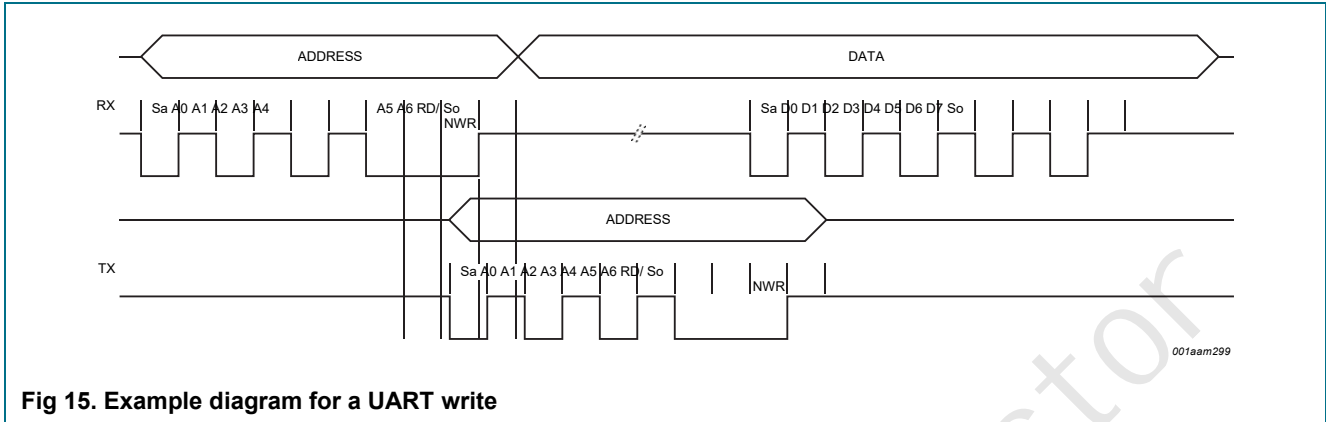 ADDRESS DATA
RX Sa A0 A1 A2 A3 A4 A5 A6 RD/ So Sa D0 D1 D2 D3 D4 D5 D6 D7 So
NWR
ADDRESS
TX Sa A0 A1 A2 A3 A4 A5 A6 RD/ So
NWR
001aam299
Fig 15. Example diagram for a UART write